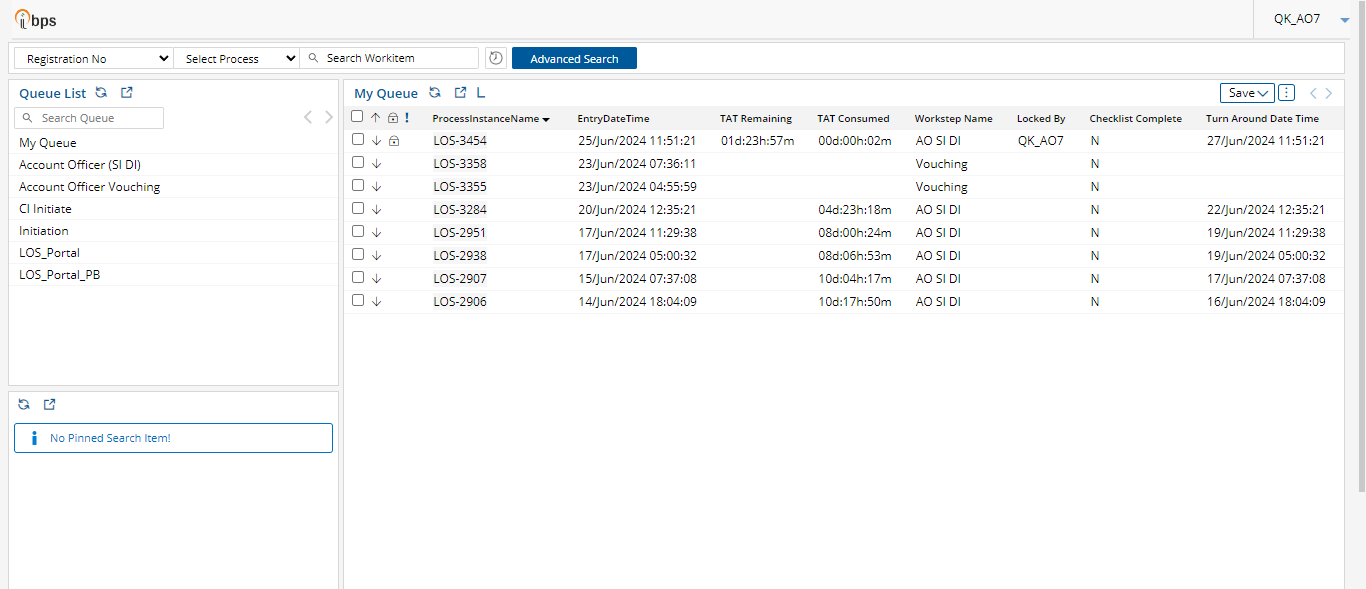 ibps
QK_AO7
Registration No Select Process Search Workitem Advanced Search
Queue List
Search Queue
My Queue
Account Officer (SI DI)
Account Officer Vouching
CI Initiate
Initiation
LOS_Portal
LOS_Portal_PB
No Pinned Search Item!
My Queue L Save
! ProcessInstanceName EntryDateTime TAT Remaining TAT Consumed Workstep Name Locked By Checklist Complete Turn Around Date Time
LOS-3454 25/Jun/2024 11:51:21 01d:23h:57m 00d:00h:02m AO SI DI QK_AO7 N 27/Jun/2024 11:51:21
LOS-3358 23/Jun/2024 07:36:11 Vouching N
LOS-3355 23/Jun/2024 04:55:59 Vouching N
LOS-3284 20/Jun/2024 12:35:21 04d:23h:18m AO SI DI N 22/Jun/2024 12:35:21
LOS-2951 17/Jun/2024 11:29:38 08d:00h:24m AO SI DI N 19/Jun/2024 11:29:38
LOS-2938 17/Jun/2024 05:00:32 08d:06h:53m AO SI DI N 19/Jun/2024 05:00:32
LOS-2907 15/Jun/2024 07:37:08 10d:04h:17m AO SI DI N 17/Jun/2024 07:37:08
LOS-2906 14/Jun/2024 18:04:09 10d:17h:50m AO SI DI N 16/Jun/2024 18:04:09